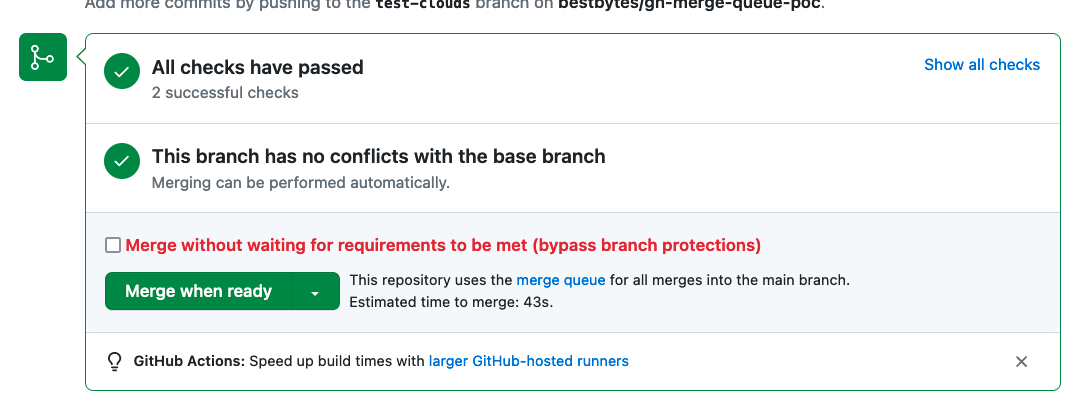 Add more commits by pushing to the test-clouds branch on bestbytes/gh-merge-queue-poc.
All checks have passed
Show all checks
2 successful checks
This branch has no conflicts with the base branch
Merging can be performed automatically.
Merge without waiting for requirements to be met (bypass branch protections)
Merge when ready
This repository uses the merge queue for all merges into the main branch.
Estimated time to merge: 43s.
GitHub Actions: Speed up build times with larger GitHub-hosted runners